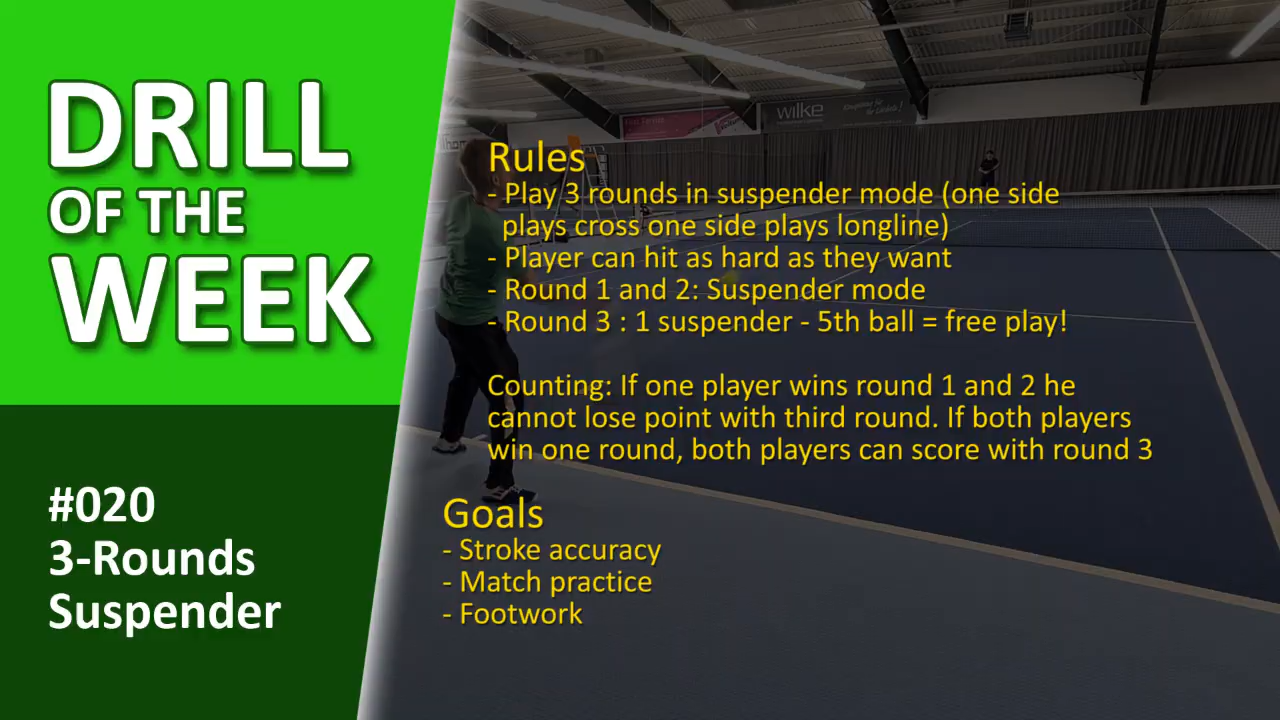 DRILL
OF THE
WEEK
#020
3-Rounds
Suspender
wilke
Rules
- Play 3 rounds in suspender mode (one side
plays cross one side plays longline)
- Player can hit as hard as they want
- Round 1 and 2: Suspender mode
- Round 3 : 1 suspender - 5th ball = free play!
Counting: If one player wins round 1 and 2 he
cannot lose point with third round. If both players
win one round, both players can score with round 3
Goals
- Stroke accuracy
- Match practice
- Footwork